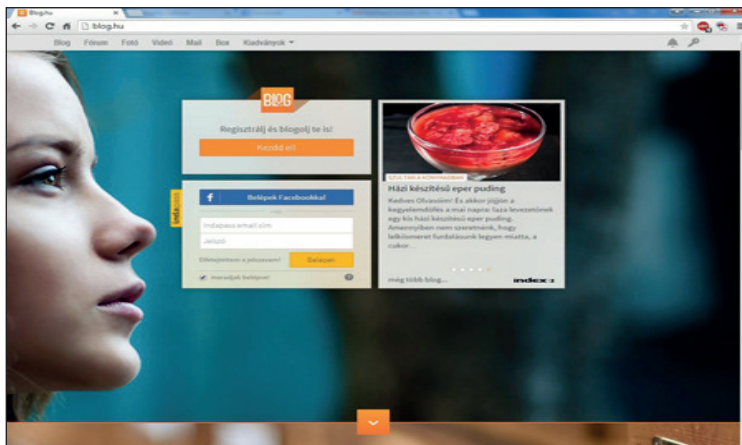 Blog.hu
blog.hu
Blog Fórum Fotó Videó Mail Box Kiadványok
BLOG
Regisztrálj és blogolj te is!
Kezdd el!
indapass
f Belépek Facebookkal
Indapass email cím
Jelszó
Elfelejtettem a jelszavam! Belépek
maradjak belépve!
Házi készítésű eper puding
Kedves Olvasóim! És akkor jöjjön a
kegyelemdöfés a mai napra: laza levezetőnek
egy kis házi készítésű eper puding.
Amennyiben nem szeretnénk, hogy
lelkiismeret furdalásunk legyen miatta, a
cukor...
még több blog... index